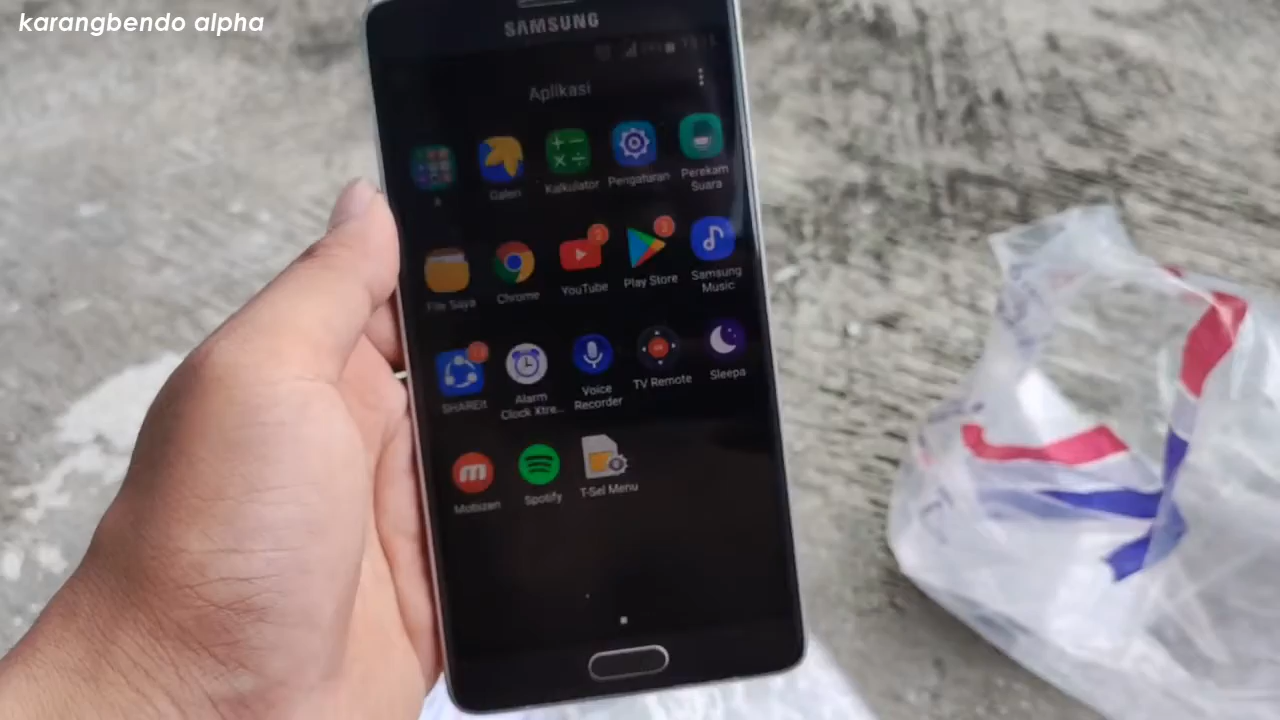 karangbendo alpha
SAMSUNG
Aplikasi
Galeri
Kalkulator
Pengaturan
Perekam
Suara
File Saya
Chrome
YouTube
Play Store
Samsung
Music
SHAREit
Alarm
Clock Xtre...
Voice
Recorder
TV Remote
Sleepa
Mobizen
Spotify
T-Sel Menu